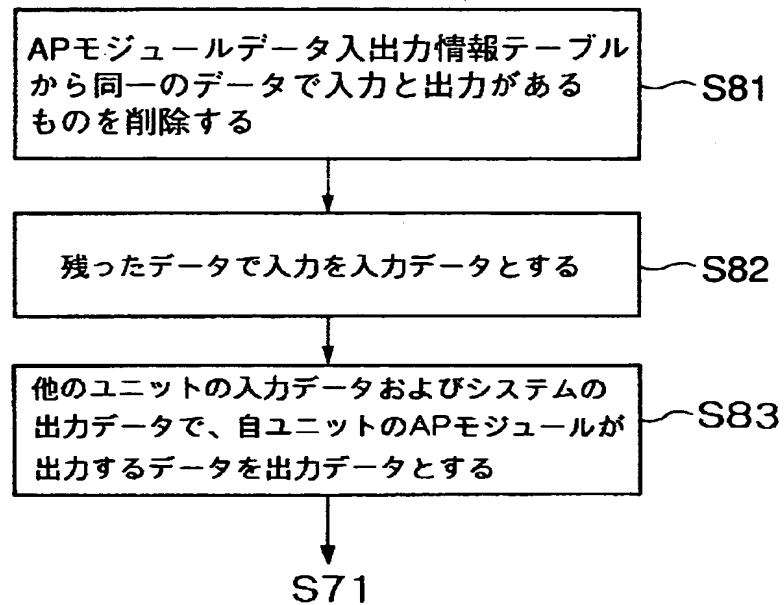 APモジュールデータ入出力情報テーブル
から同一のデータで入力と出力がある
ものを削除する
S81
残ったデータで入力を入力データとする
S82
他のユニットの入力データおよびシステムの
出力データで、自ユニットのAPモジュールが
出力するデータを出力データとする
S83
S71